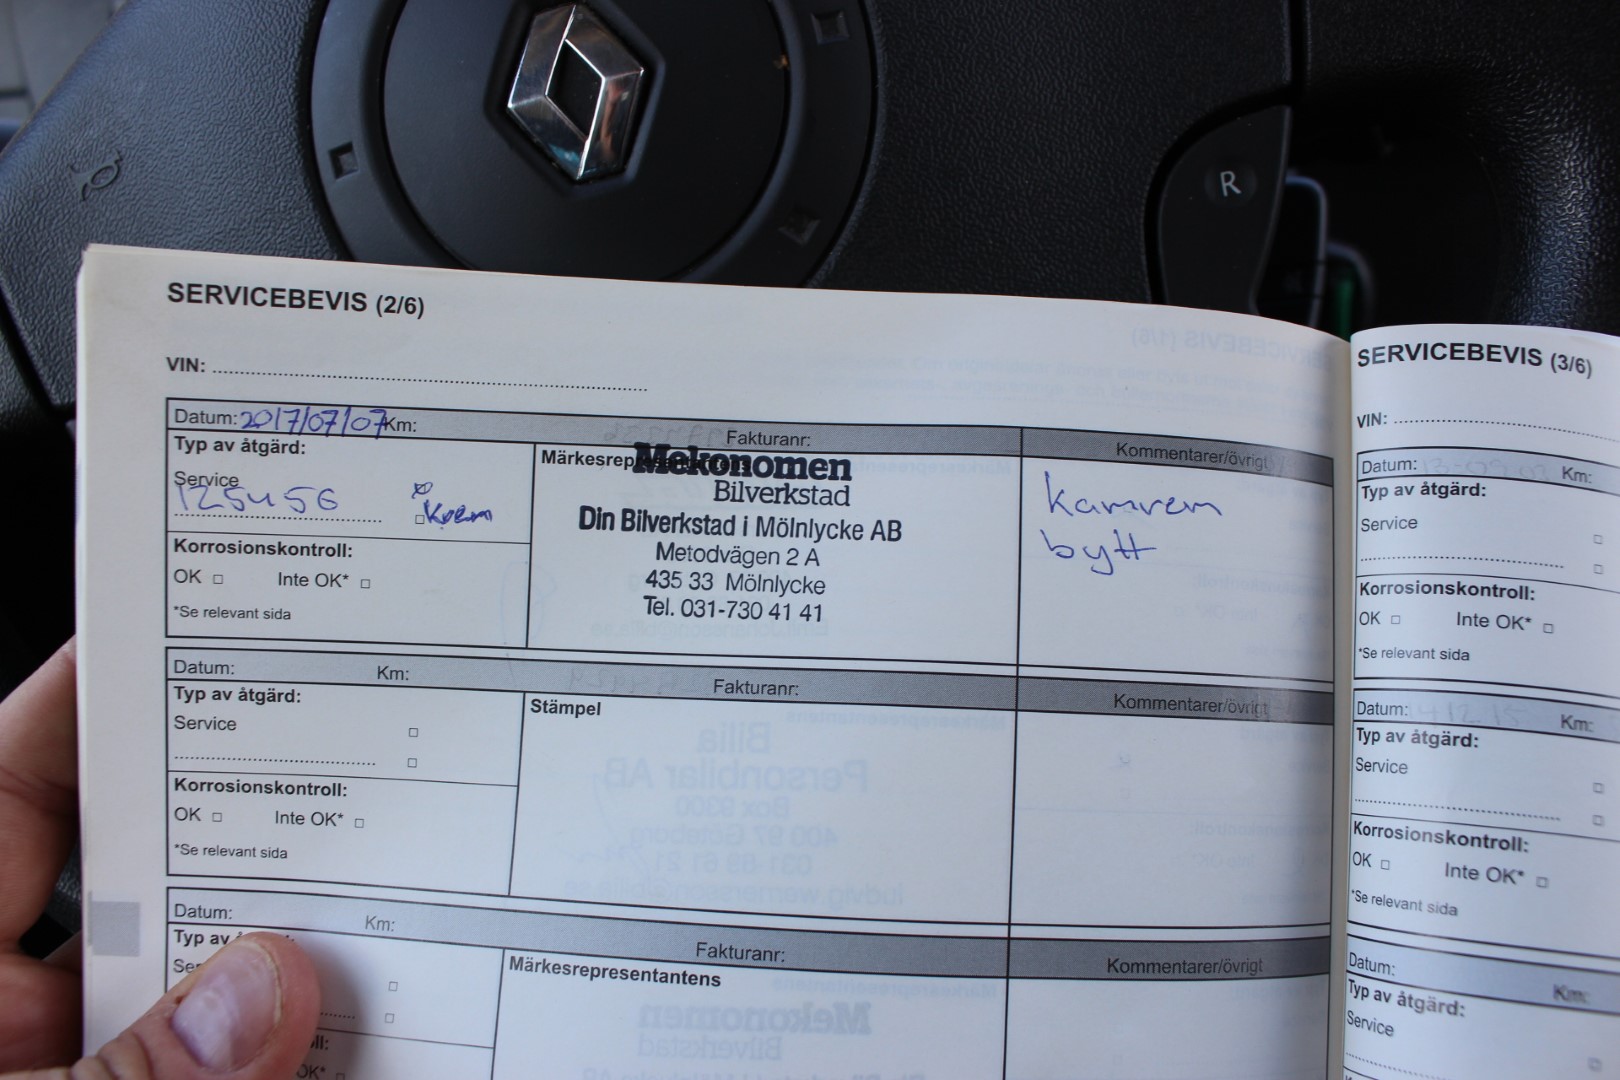 R
SERVICEBEVIS (2/6)
VIN:
Datum: 2017/07/07 Km:
Fakturanr:
Kommentarer/övrigt
Typ av åtgärd:
Service
125456
Krem
Märkesrepresentantens
Mekonomen
Bilverkstad
Din Bilverkstad i Mölnlycke AB
Metodvägen 2 A
435 33 Mölnlycke
Tel. 031-730 41 41
Kamrem
bytt
Korrosionskontroll:
OK Inte OK*
*Se relevant sida
Datum: Km: Fakturanr: Kommentarer/övrigt
Typ av åtgärd:
Service
Stämpel
Korrosionskontroll:
OK Inte OK*
*Se relevant sida
Datum: Km: Fakturanr: Kommentarer/övrigt
Typ av
Märkesrepresentantens
OK*
SERVICEBEVIS (3/6)
VIN:
Datum: Km:
Typ av åtgärd:
Service
Korrosionskontroll:
OK Inte OK*
*Se relevant sida
Datum: Km:
Typ av åtgärd:
Service
Korrosionskontroll:
OK Inte OK*
*Se relevant sida
Datum: Km:
Typ av åtgärd:
Service